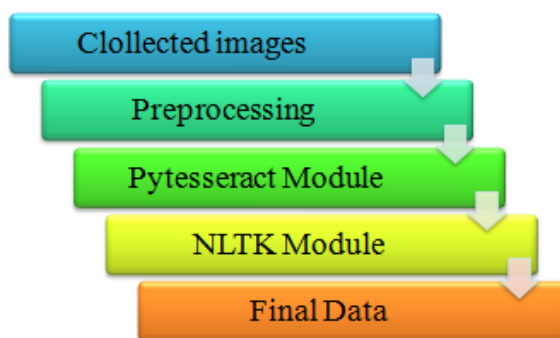 Clollected images
Preprocessing
Pytesseract Module
NLTK Module
Final Data